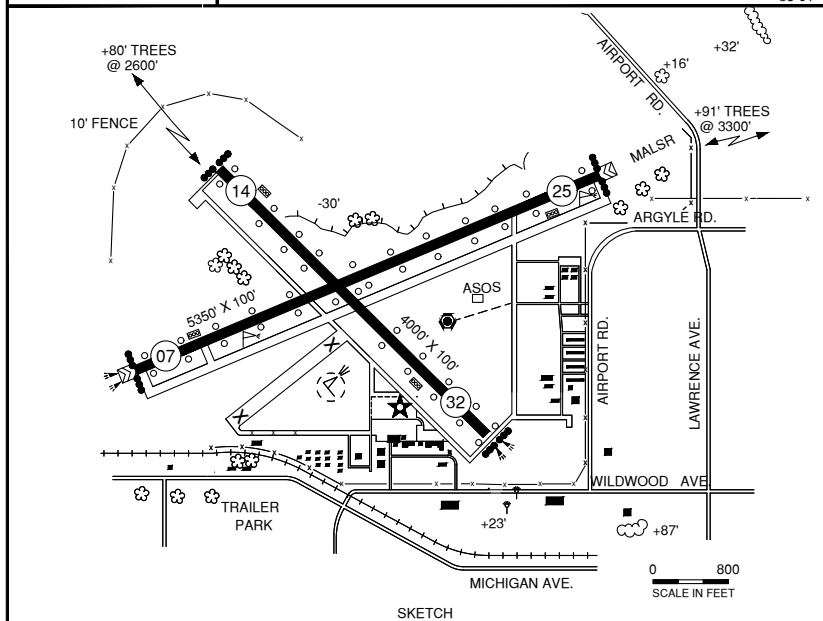 +80' TREES
@ 2600'
+32'
AIRPORT RD.
+16'
+91' TREES
@ 3300'
10' FENCE
MALSR
14
25
-30'
ARGYLE RD.
ASOS
5350' X 100'
4000' X 100'
07
32
X
X
AIRPORT RD.
LAWRENCE AVE.
WILDWOOD AVE.
TRAILER
PARK
+23'
+87'
0 800
SCALE IN FEET
MICHIGAN AVE.
SKETCH